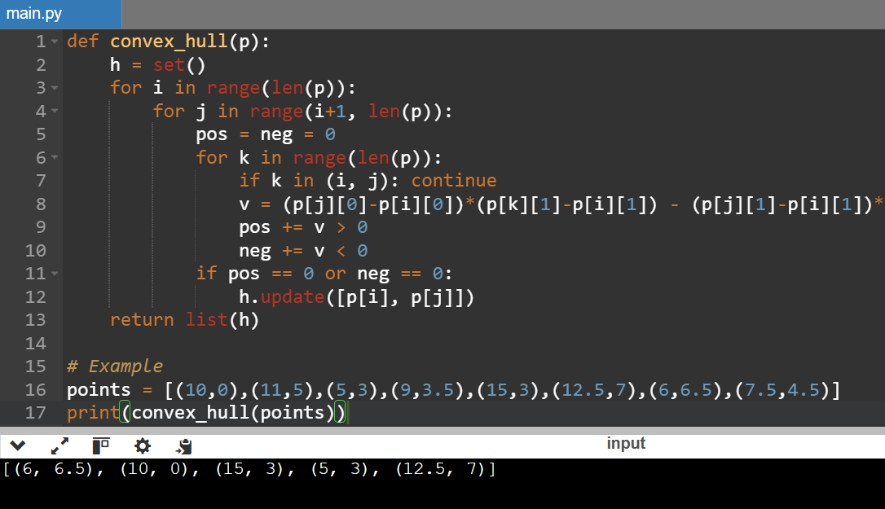 main.py
1 def convex_hull(p):
2     h = set()
3     for i in range(len(p)):
4         for j in range(i+1, len(p)):
5             pos = neg = 0
6             for k in range(len(p)):
7                 if k in (i, j): continue
8                 v = (p[j][0]-p[i][0])*(p[k][1]-p[i][1]) - (p[j][1]-p[i][1])*
9                 pos += v > 0
10                 neg += v < 0
11             if pos == 0 or neg == 0:
12                 h.update([p[i], p[j]])
13     return list(h)
14
15 # Example
16 points = [(10,0),(11,5),(5,3),(9,3.5),(15,3),(12.5,7),(6,6.5),(7.5,4.5)]
17 print(convex_hull(points))
input
[(6, 6.5), (10, 0), (15, 3), (5, 3), (12.5, 7)]